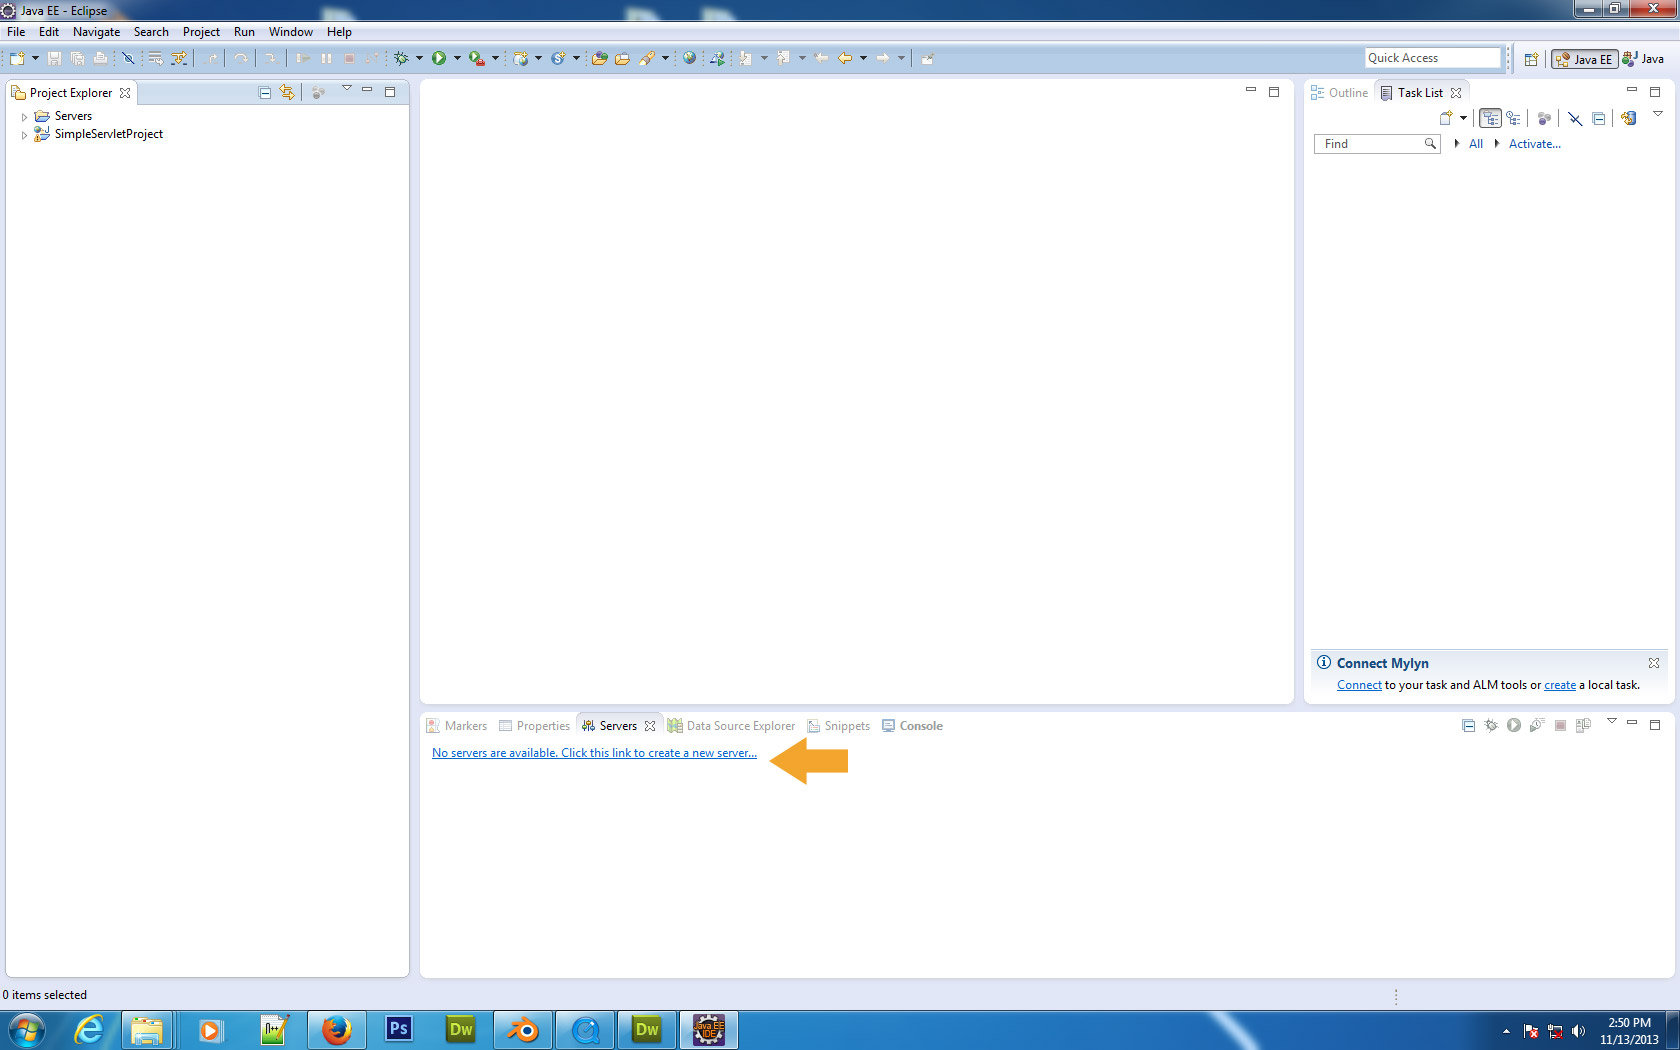 Java EE - Eclipse
File Edit Navigate Search Project Run Window Help
Quick Access
Java EE
Java
Project Explorer
Servers
SimpleServletProject
Outline
Task List
Find
All
Activate...
Connect Mylyn
Connect to your task and ALM tools or create a local task.
Markers
Properties
Servers
Data Source Explorer
Snippets
Console
No servers are available. Click this link to create a new server...
0 items selected
Ps
Dw
Dw
Java EE
IDE
2:50 PM
11/13/2013